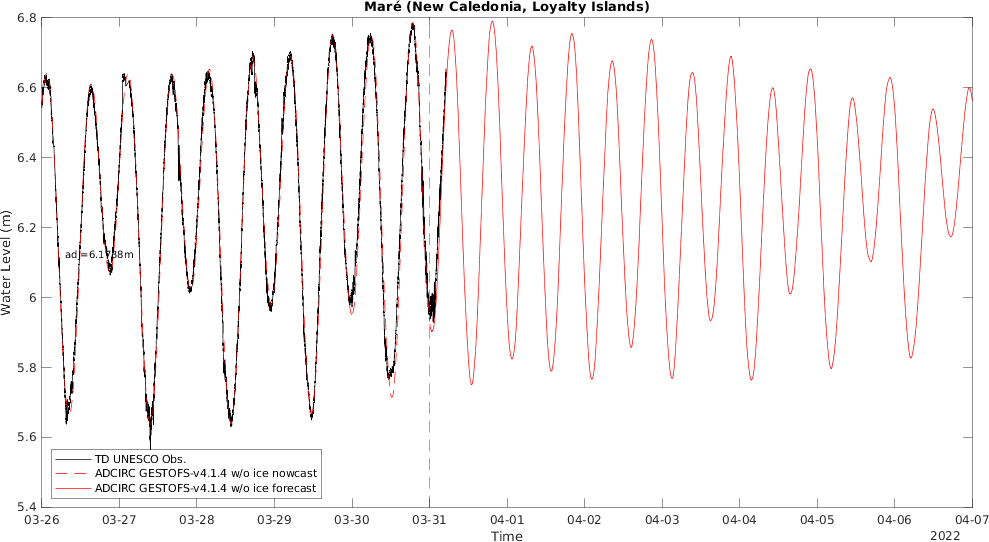 Maré (New Caledonia, Loyalty Islands)
6.8
6.6
6.4
6.2
6
5.8
5.6
5.4
Water Level (m)
adj=6.1738m
TD UNESCO Obs.
ADCIRC GESTOFS-v4.1.4 w/o ice nowcast
ADCIRC GESTOFS-v4.1.4 w/o ice forecast
03-26 03-27 03-28 03-29 03-30 03-31 04-01 04-02 04-03 04-04 04-05 04-06 04-07
Time
2022